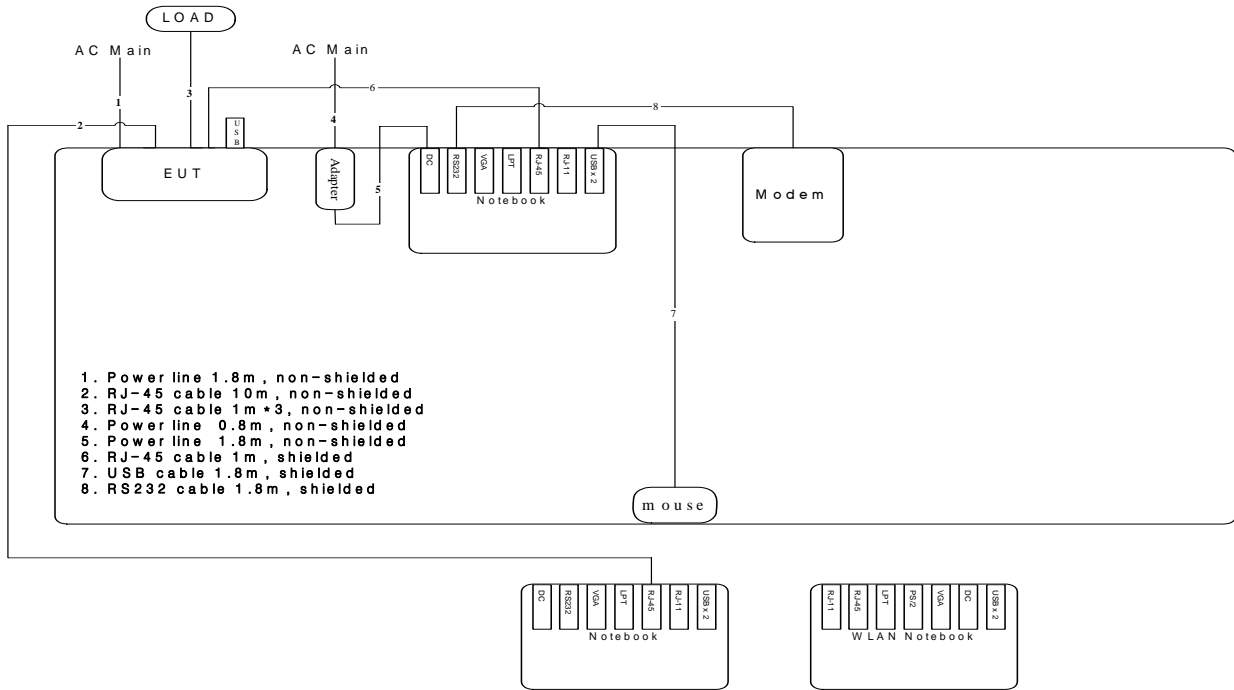 LOAD
AC Main
AC Main
1
3
6
8
2
4
USB
5
EUT
Adapter
DC
RS232
VGA
LPT
RJ-45
RJ-11
USB x 2
Notebook
Modem
7
1. Power line 1.8m, non-shielded
2. RJ-45 cable 10m, non-shielded
3. RJ-45 cable 1m*3, non-shielded
4. Power line 0.8m, non-shielded
5. Power line 1.8m, non-shielded
6. RJ-45 cable 1m, shielded
7. USB cable 1.8m, shielded
8. RS232 cable 1.8m, shielded
mouse
DC
RS232
VGA
LPT
RJ-45
RJ-11
USB x 2
Notebook
RJ-11
RJ-45
LPT
PS/2
VGA
DC
USB x 2
WLAN Notebook